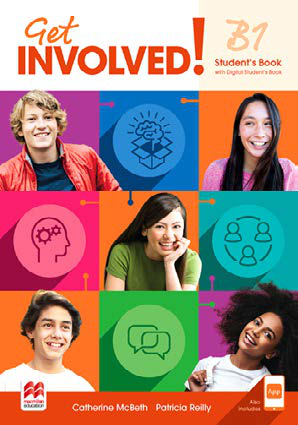 Get
INVOLVED!
B1
Student's Book
with Digital Student's Book
macmillan
education
Catherine McBeth Patricia Reilly
Also
includes
App